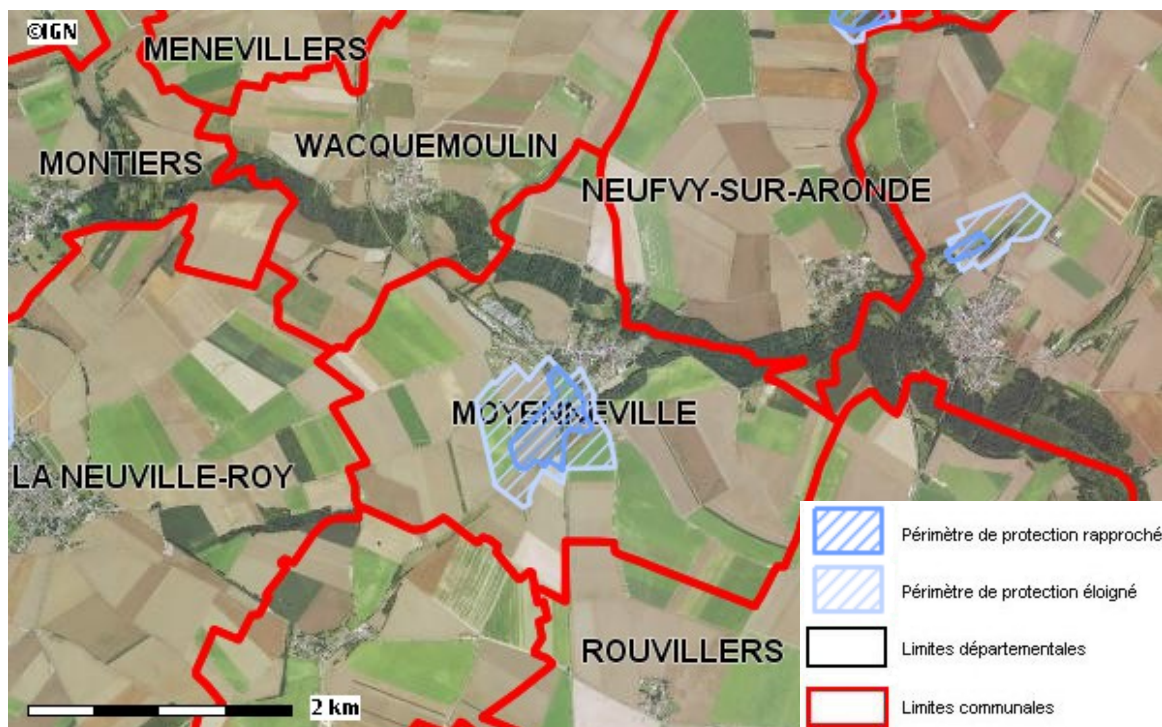 ©IGN
MENEVILLERS
WACQUEMOULIN
MONTIERS
NEUFVY-SUR-ARONDE
MOYENNEVILLE
LA NEUVILLE-ROY
ROUVILLERS
2 km
Périmètre de protection rapproché
Périmètre de protection éloigné
Limites départementales
Limites communales